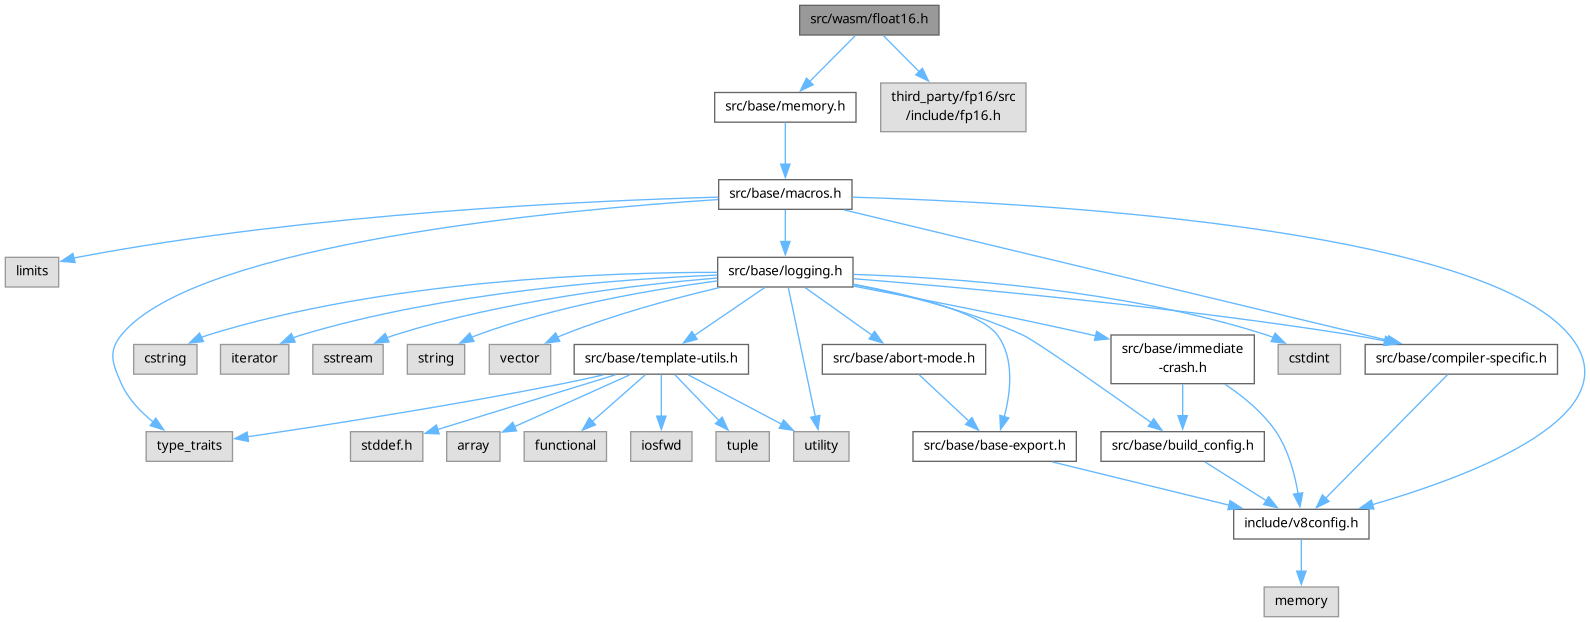 src/wasm/float16.h
src/base/memory.h
third_party/fp16/src
/include/fp16.h
src/base/macros.h
limits
src/base/logging.h
cstring
iterator
sstream
string
vector
src/base/template-utils.h
src/base/abort-mode.h
src/base/immediate
-crash.h
cstdint
src/base/compiler-specific.h
type_traits
stddef.h
array
functional
iosfwd
tuple
utility
src/base/base-export.h
src/base/build_config.h
include/v8config.h
memory